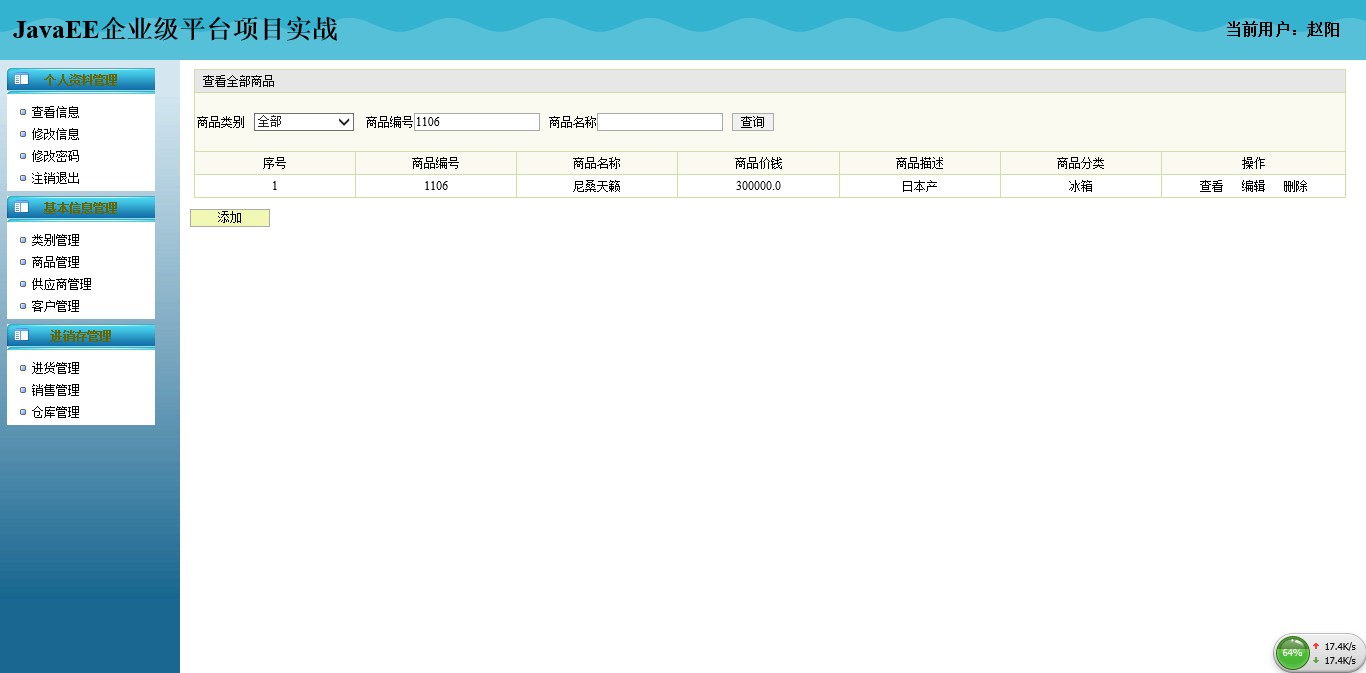 JavaEE企业级平台项目实战
当前用户：赵阳
个人资料管理
查看信息
修改信息
修改密码
注销退出
基本信息管理
类别管理
商品管理
供应商管理
客户管理
进销存管理
进货管理
销售管理
仓库管理
查看全部商品
商品类别 全部 商品编号1106 商品名称 查询
序号 商品编号 商品名称 商品价钱 商品描述 商品分类 操作
1 1106 尼桑天籁 300000.0 日本产 冰箱 查看 编辑 删除
添加
64% 17.4K/s
17.4K/s